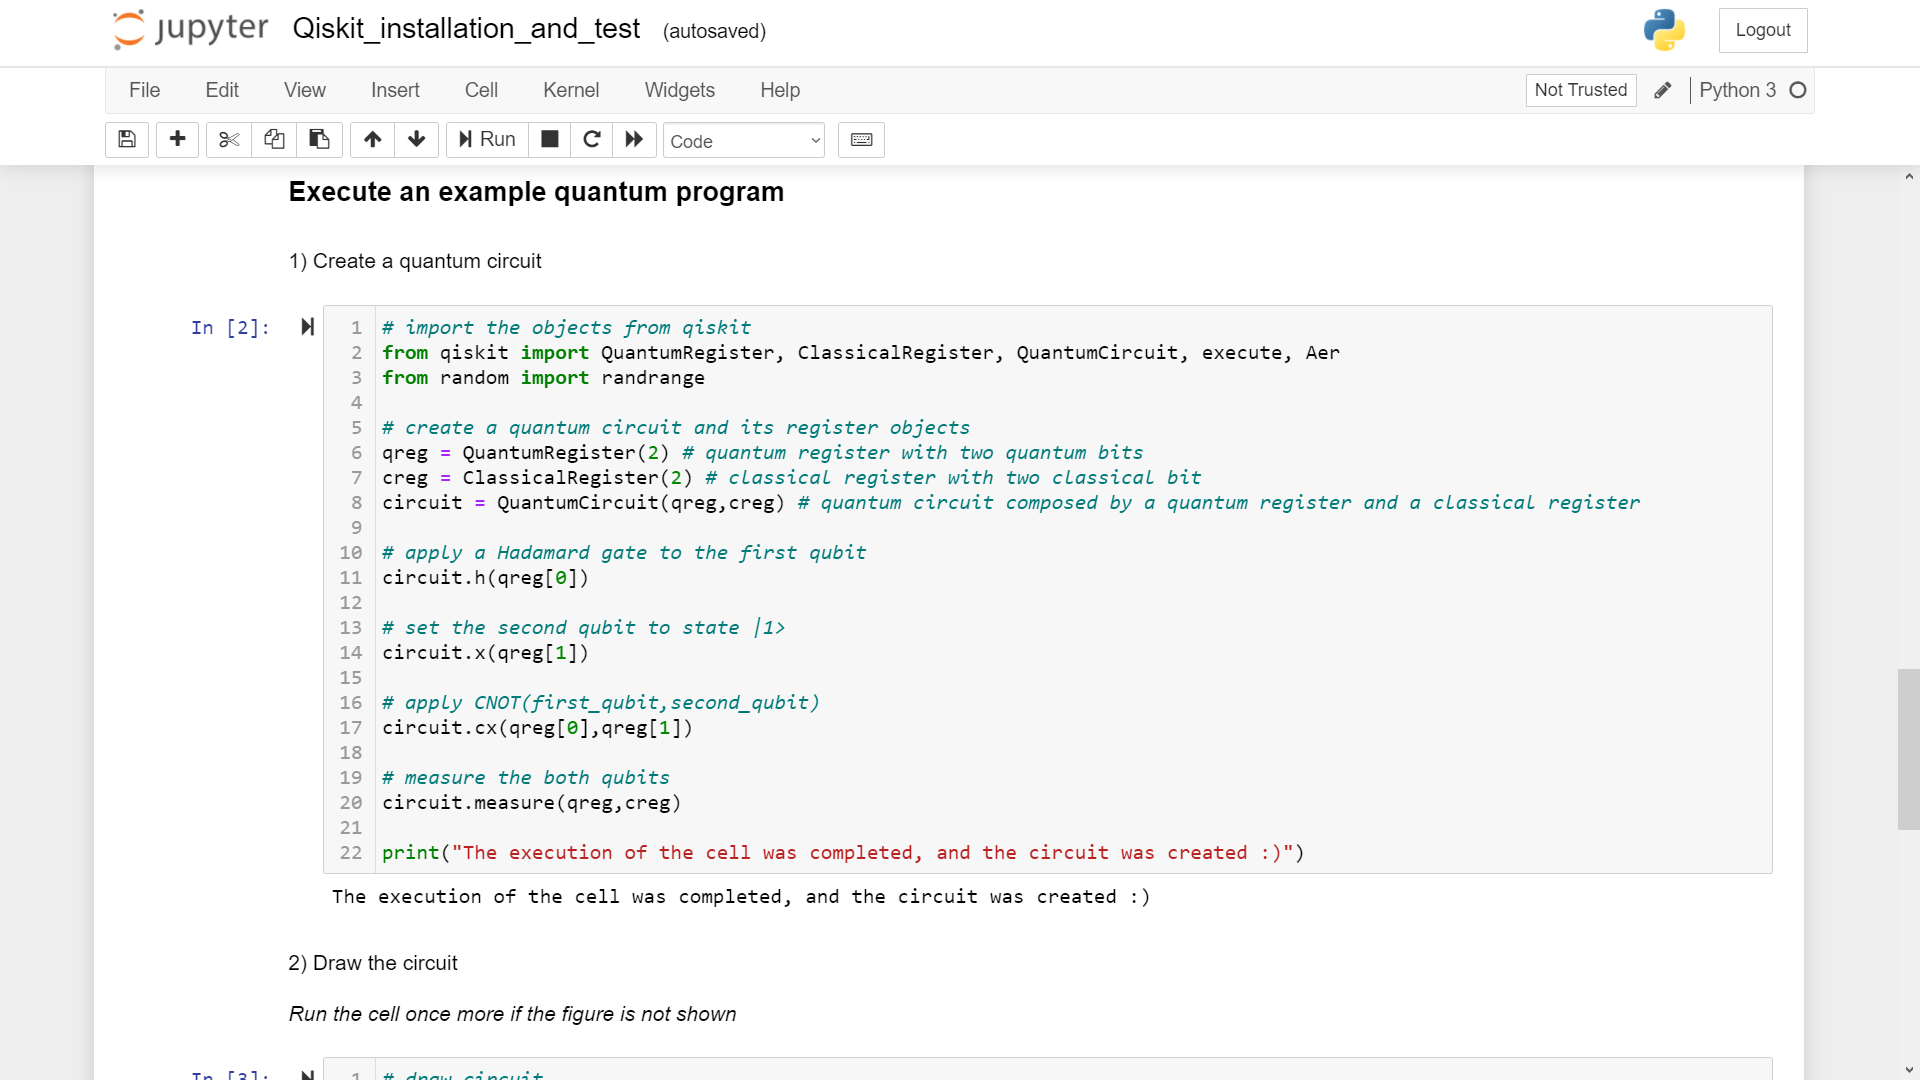 jupyter Qiskit_installation_and_test (autosaved) Logout
File Edit View Insert Cell Kernel Widgets Help Not Trusted Python 3
Run Code
Execute an example quantum program
1) Create a quantum circuit
In [2]:
1 # import the objects from qiskit
2 from qiskit import QuantumRegister, ClassicalRegister, QuantumCircuit, execute, Aer
3 from random import randrange
4
5 # create a quantum circuit and its register objects
6 qreg = QuantumRegister(2) # quantum register with two quantum bits
7 creg = ClassicalRegister(2) # classical register with two classical bit
8 circuit = QuantumCircuit(qreg,creg) # quantum circuit composed by a quantum register and a classical register
9
10 # apply a Hadamard gate to the first qubit
11 circuit.h(qreg[0])
12
13 # set the second qubit to state |1>
14 circuit.x(qreg[1])
15
16 # apply CNOT(first_qubit,second_qubit)
17 circuit.cx(qreg[0],qreg[1])
18
19 # measure the both qubits
20 circuit.measure(qreg,creg)
21
22 print("The execution of the cell was completed, and the circuit was created :)")
The execution of the cell was completed, and the circuit was created :)
2) Draw the circuit
Run the cell once more if the figure is not shown
In [3]:
1 # draw circuit